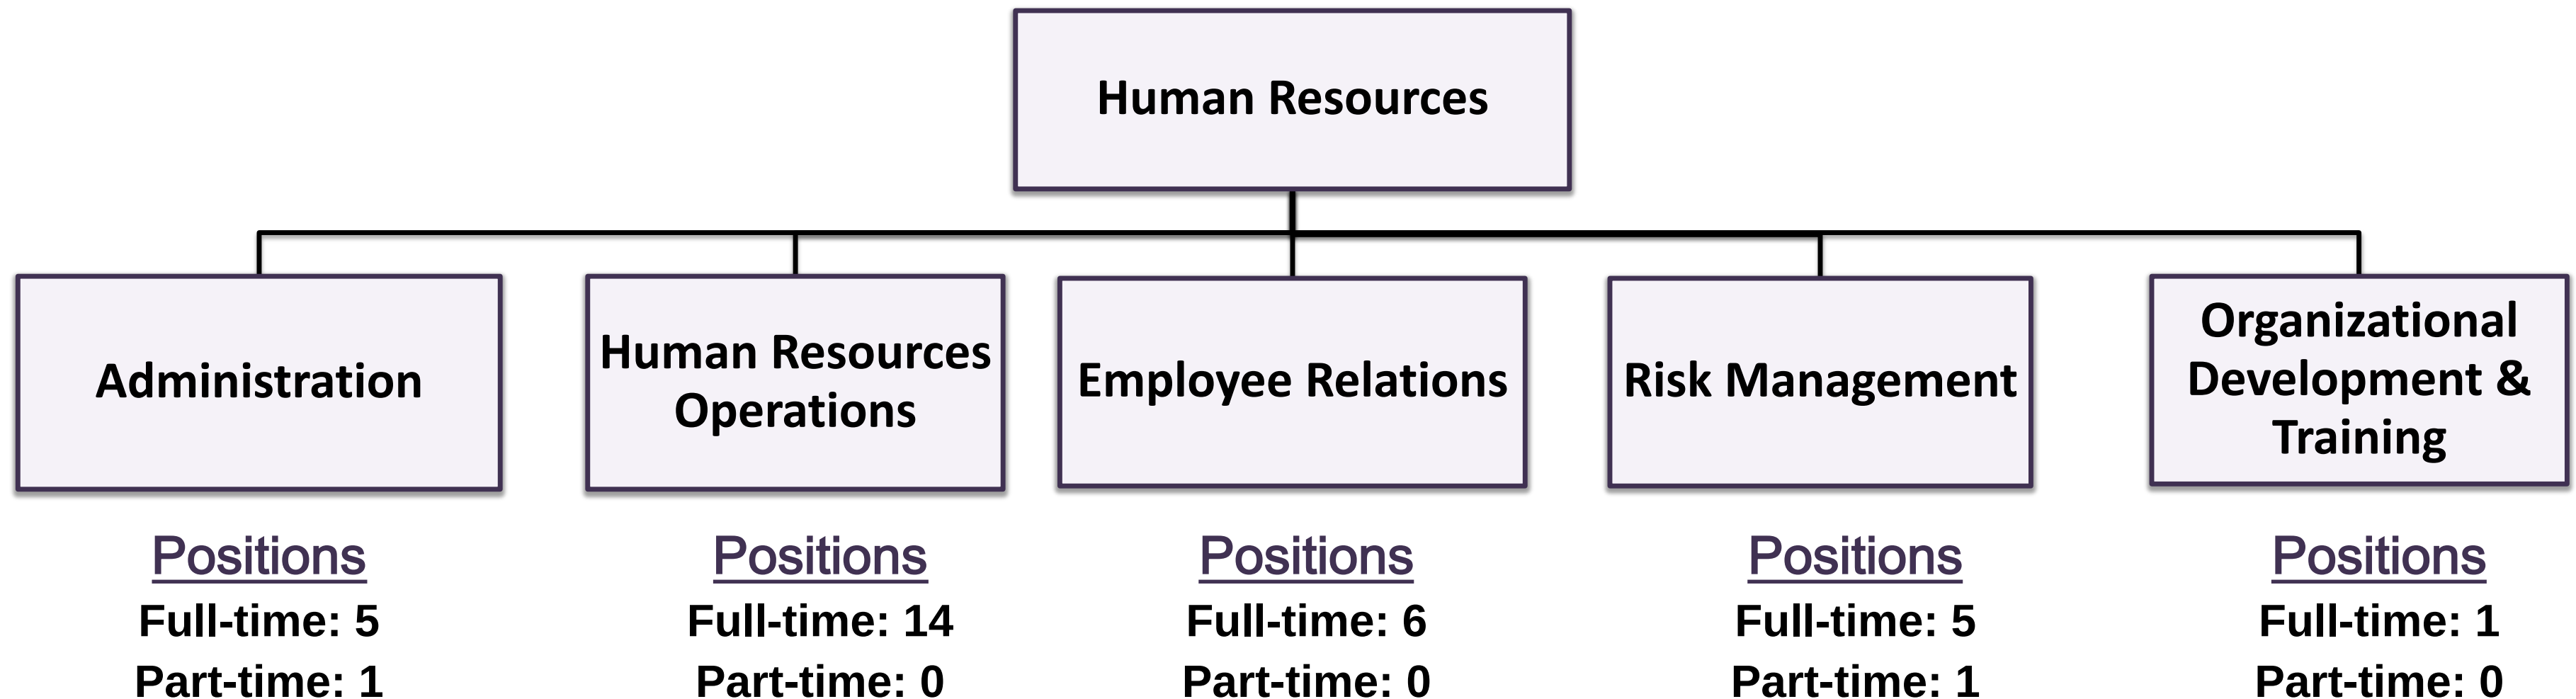 Human Resources
Administration
Human Resources
Operations
Employee Relations
Risk Management
Organizational
Development &
Training
Positions
Full-time: 5
Part-time: 1
Positions
Full-time: 14
Part-time: 0
Positions
Full-time: 6
Part-time: 0
Positions
Full-time: 5
Part-time: 1
Positions
Full-time: 1
Part-time: 0